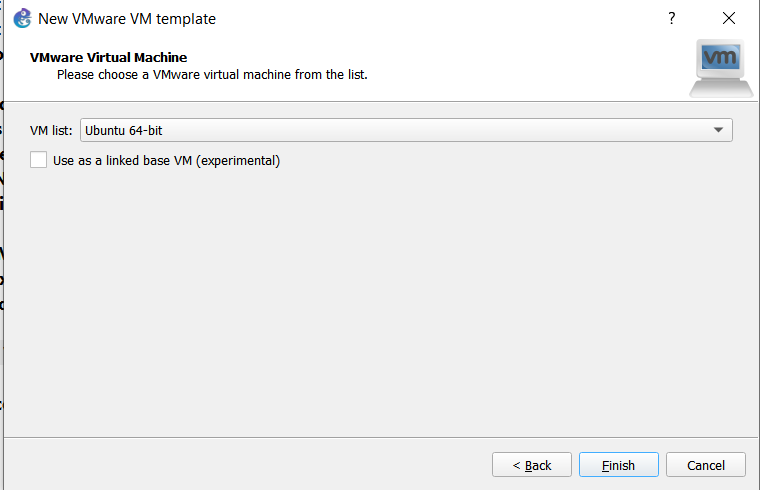 New VMware VM template
?
VMware Virtual Machine
Please choose a VMware virtual machine from the list.
vm
VM list: Ubuntu 64-bit
Use as a linked base VM (experimental)
< Back Finish Cancel